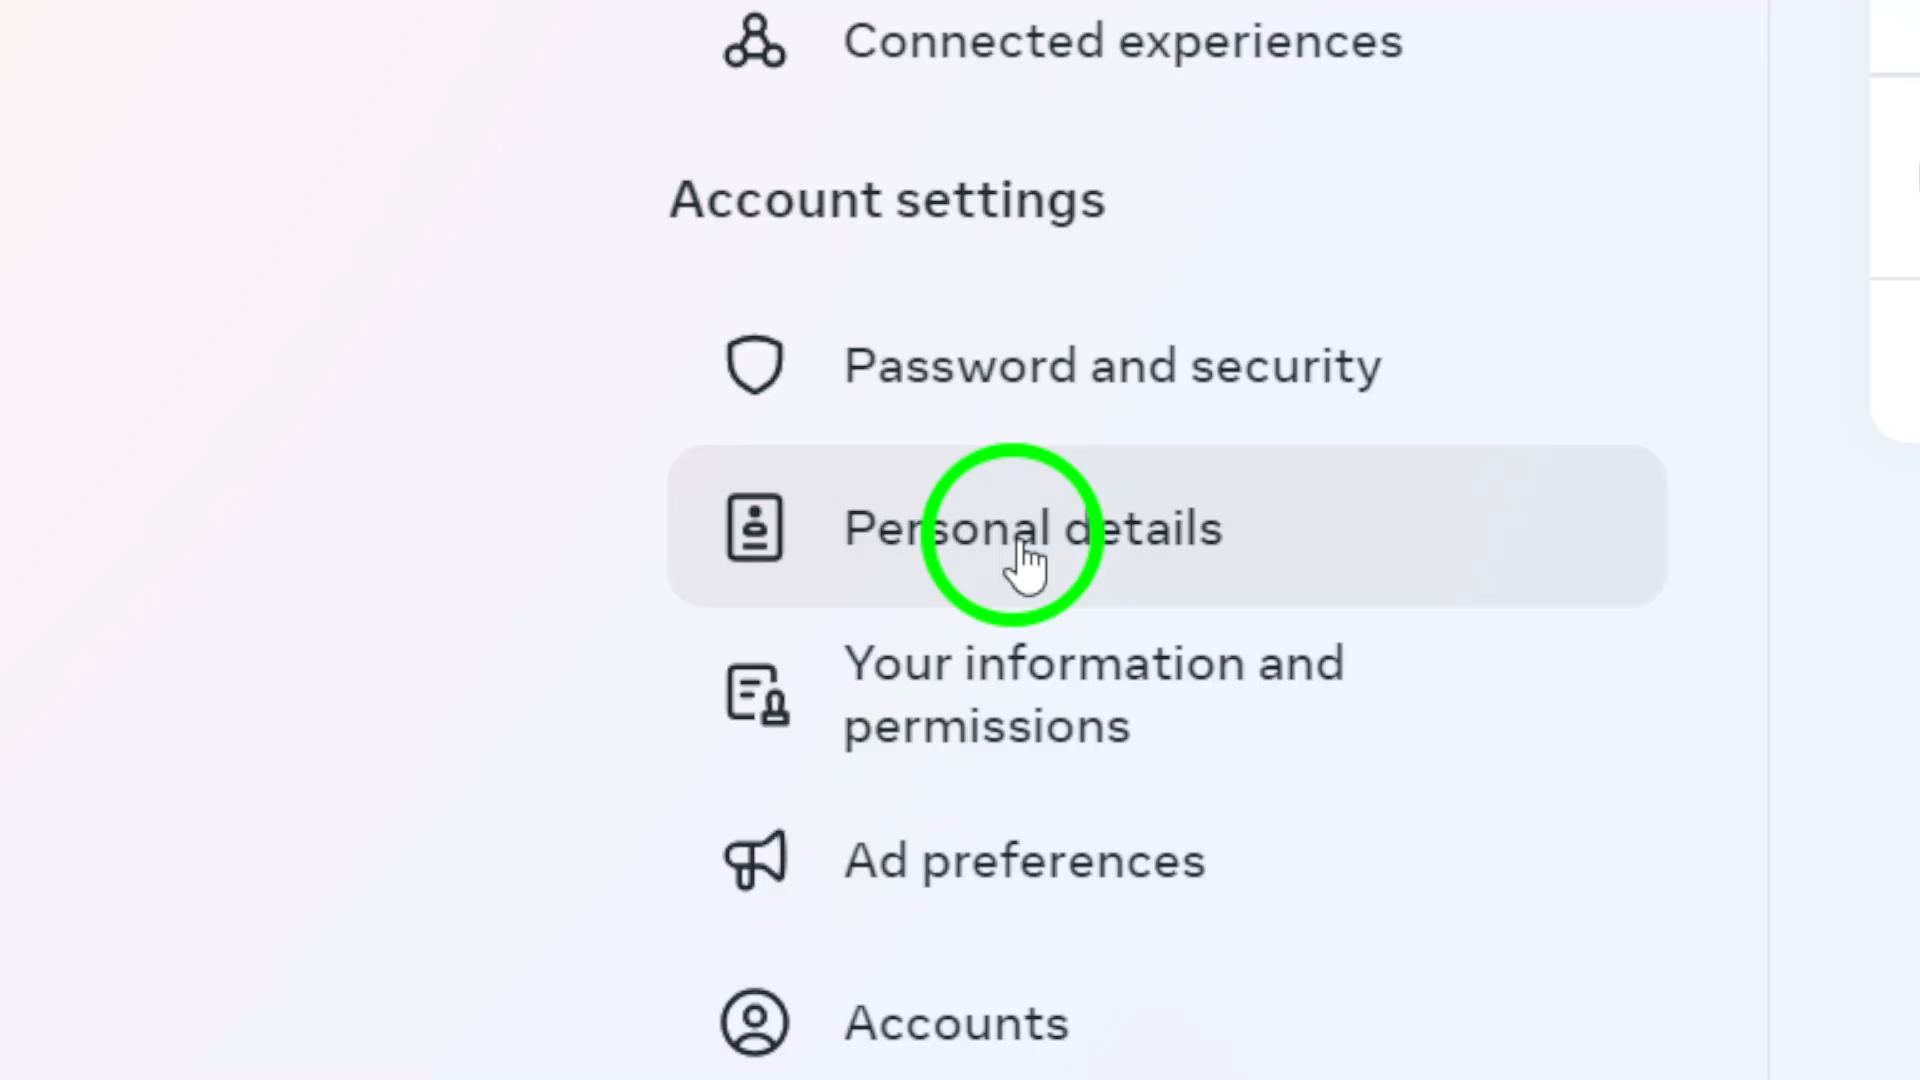 Connected experiences
Account settings
Password and security
Personal details
Your information and
permissions
Ad preferences
Accounts